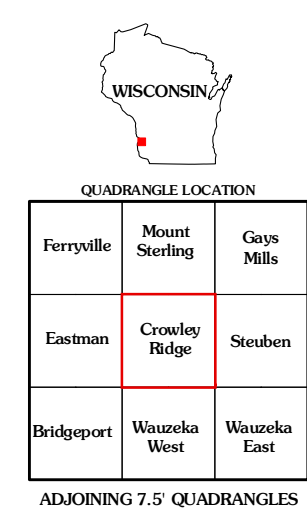 WISCONSIN
QUADRANGLE LOCATION
Ferryville
Mount
Sterling
Gays
Mills
Eastman
Crowley
Ridge
Steuben
Bridgeport
Wauzeka
West
Wauzeka
East
ADJOINING 7.5' QUADRANGLES